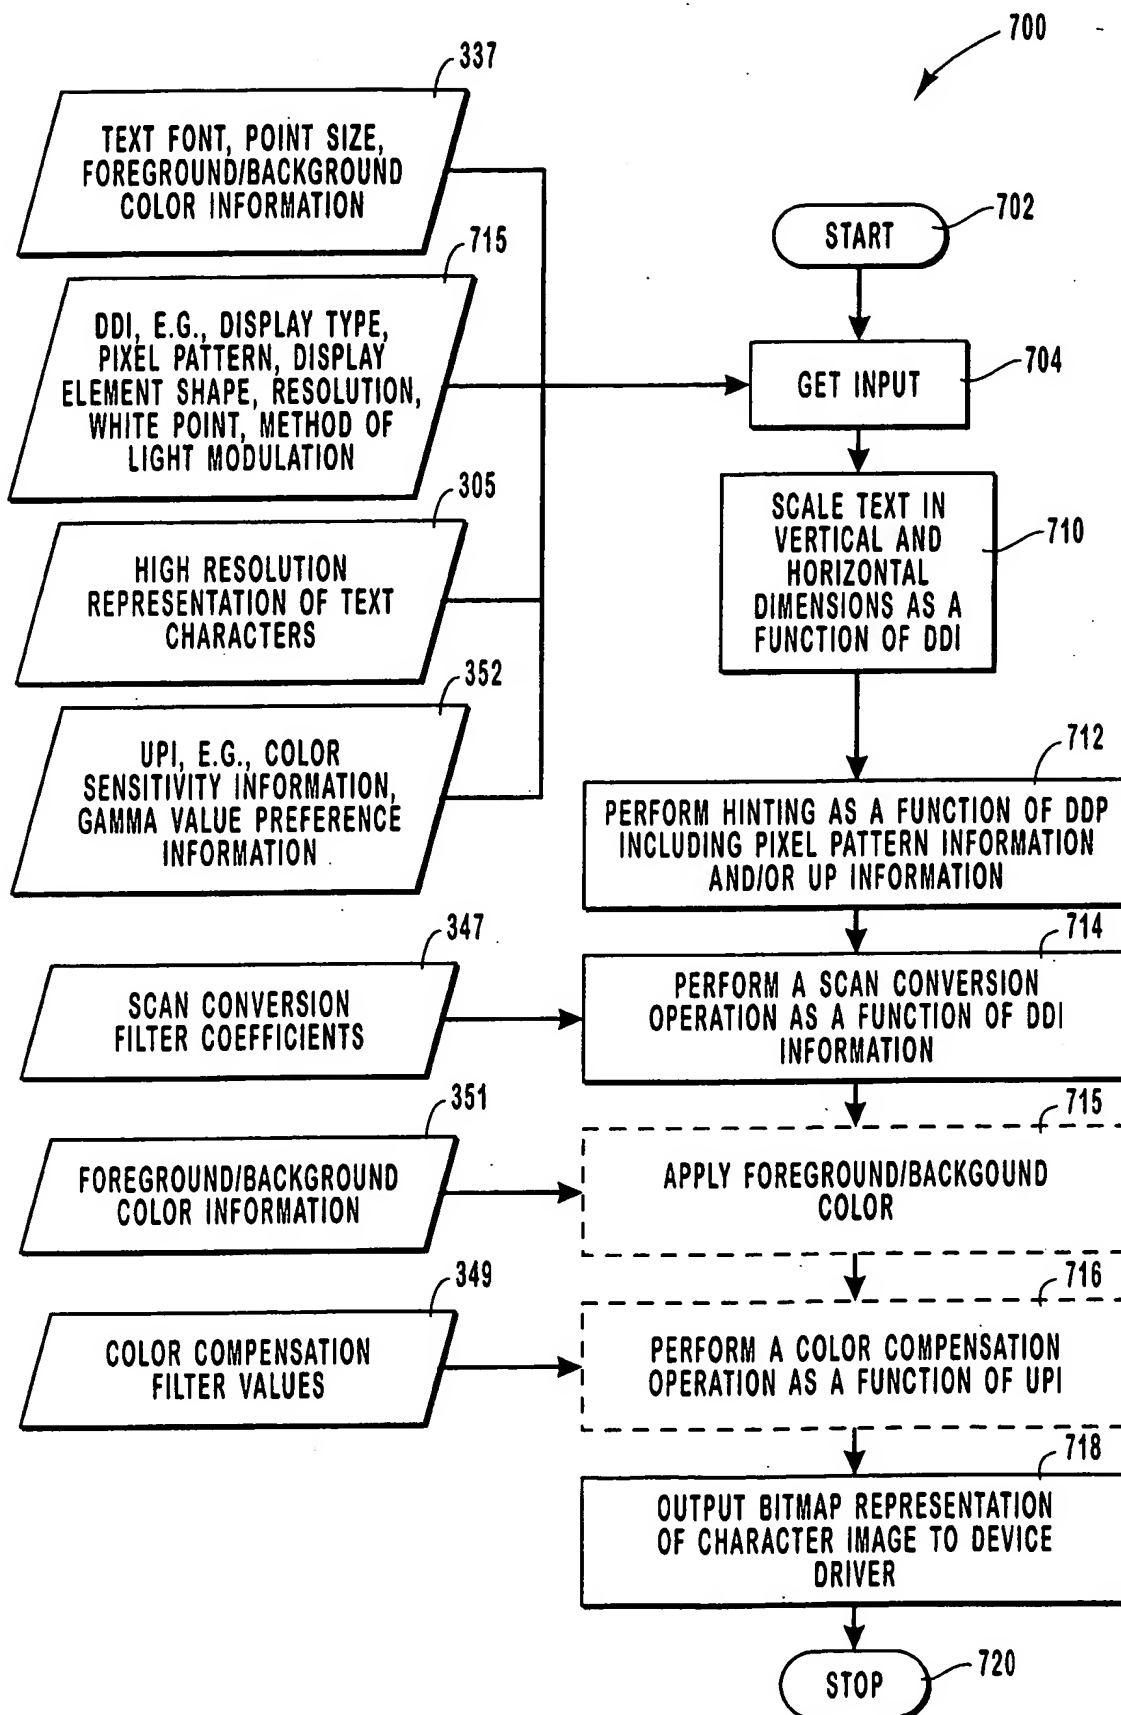 700
337
TEXT FONT, POINT SIZE,
FOREGROUND/BACKGROUND
COLOR INFORMATION
702
START
715
DDI, E.G., DISPLAY TYPE,
PIXEL PATTERN, DISPLAY
ELEMENT SHAPE, RESOLUTION,
WHITE POINT, METHOD OF
LIGHT MODULATION
704
GET INPUT
305
HIGH RESOLUTION
REPRESENTATION OF TEXT
CHARACTERS
710
SCALE TEXT IN
VERTICAL AND
HORIZONTAL
DIMENSIONS AS A
FUNCTION OF DDI
352
UPI, E.G., COLOR
SENSITIVITY INFORMATION,
GAMMA VALUE PREFERENCE
INFORMATION
712
PERFORM HINTING AS A FUNCTION OF DDP
INCLUDING PIXEL PATTERN INFORMATION
AND/OR UP INFORMATION
347
SCAN CONVERSION
FILTER COEFFICIENTS
714
PERFORM A SCAN CONVERSION
OPERATION AS A FUNCTION OF DDI
INFORMATION
351
FOREGROUND/BACKGROUND
COLOR INFORMATION
715
APPLY FOREGROUND/BACKGOUND
COLOR
349
COLOR COMPENSATION
FILTER VALUES
716
PERFORM A COLOR COMPENSATION
OPERATION AS A FUNCTION OF UPI
718
OUTPUT BITMAP REPRESENTATION
OF CHARACTER IMAGE TO DEVICE
DRIVER
720
STOP